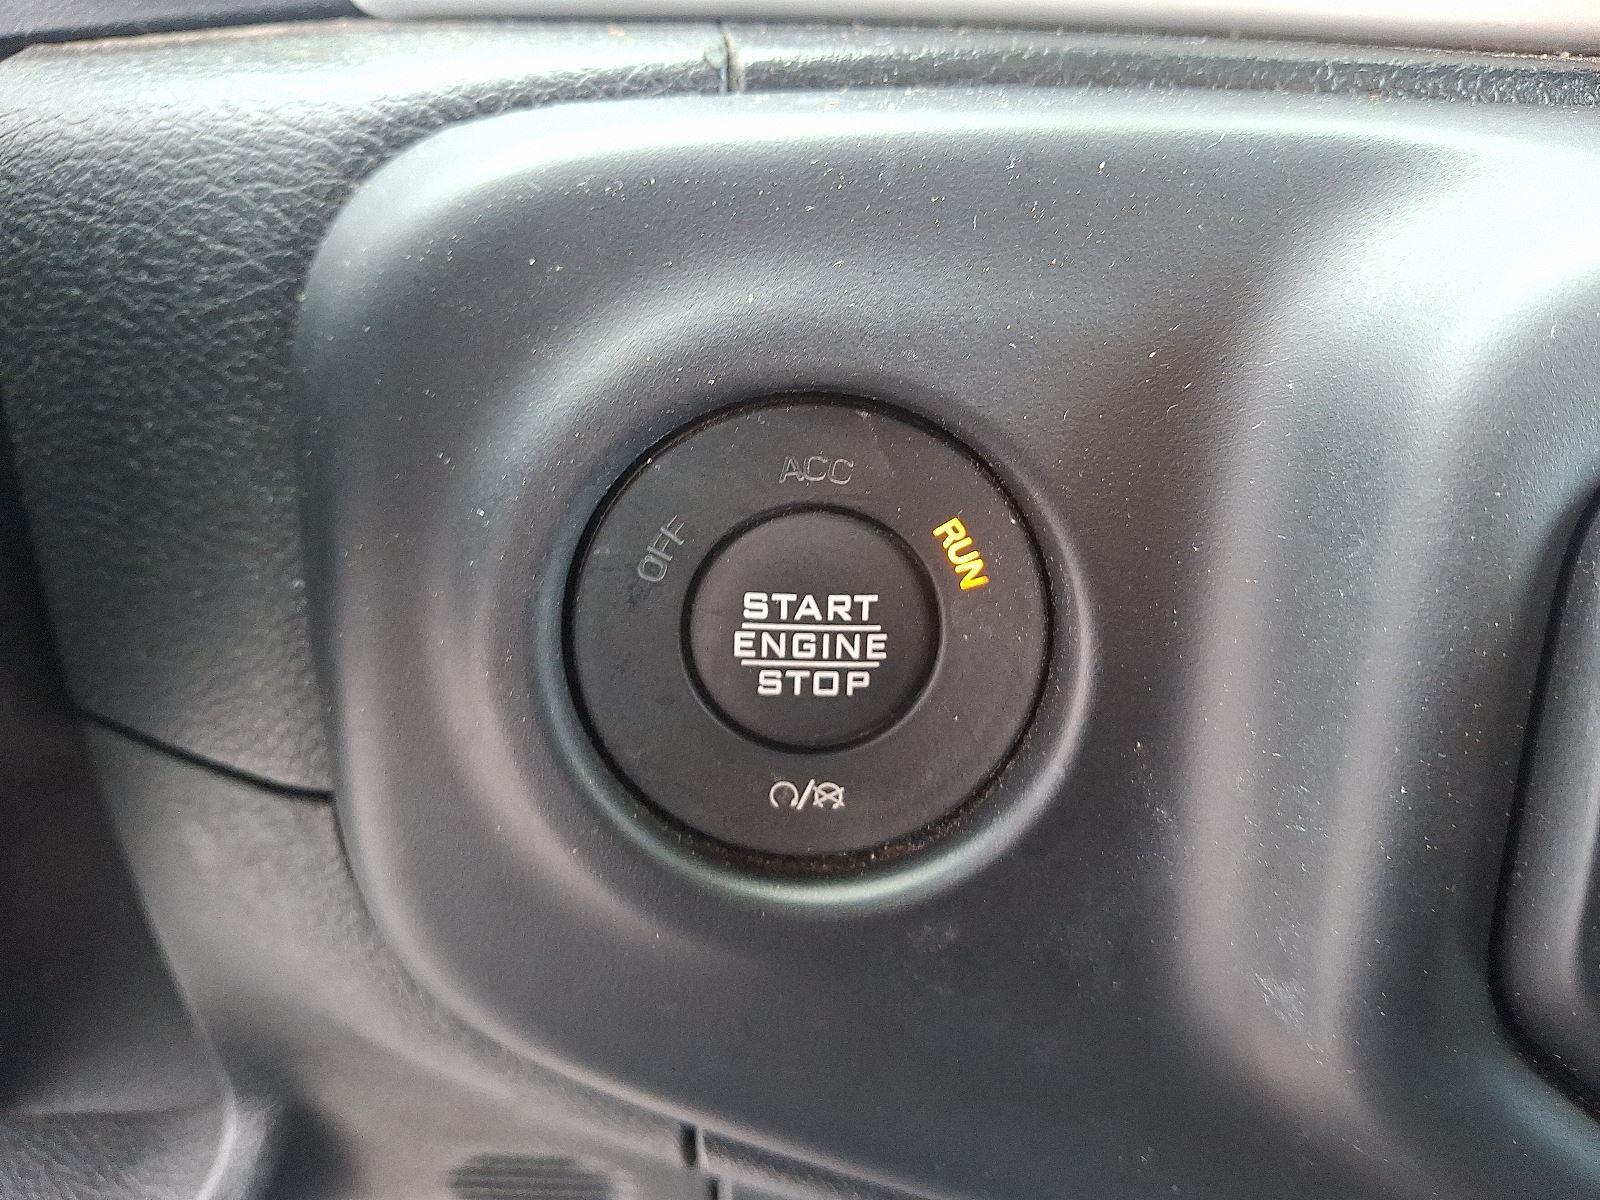 ACC
OFF
RUN
START
ENGINE
STOP